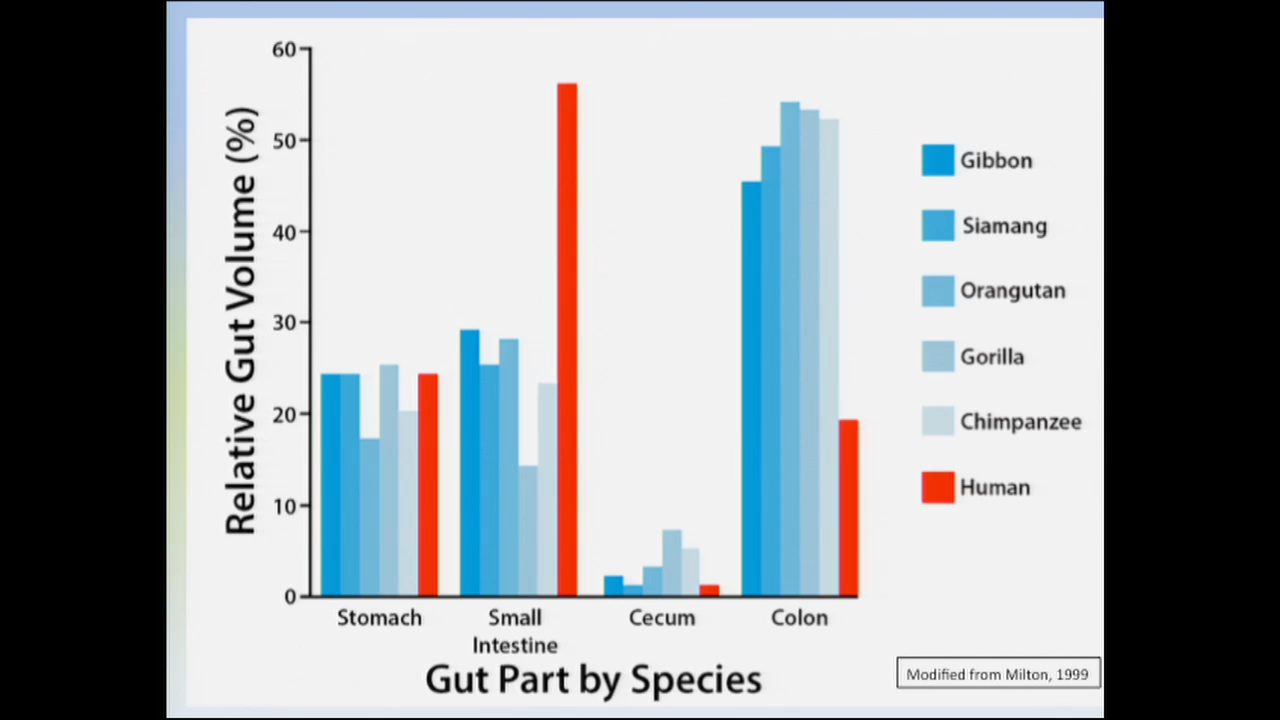 60
50
40
30
20
10
0
Relative Gut Volume (%)
Stomach
Small
Intestine
Cecum
Colon
Gut Part by Species
Gibbon
Siamang
Orangutan
Gorilla
Chimpanzee
Human
Modified from Milton, 1999